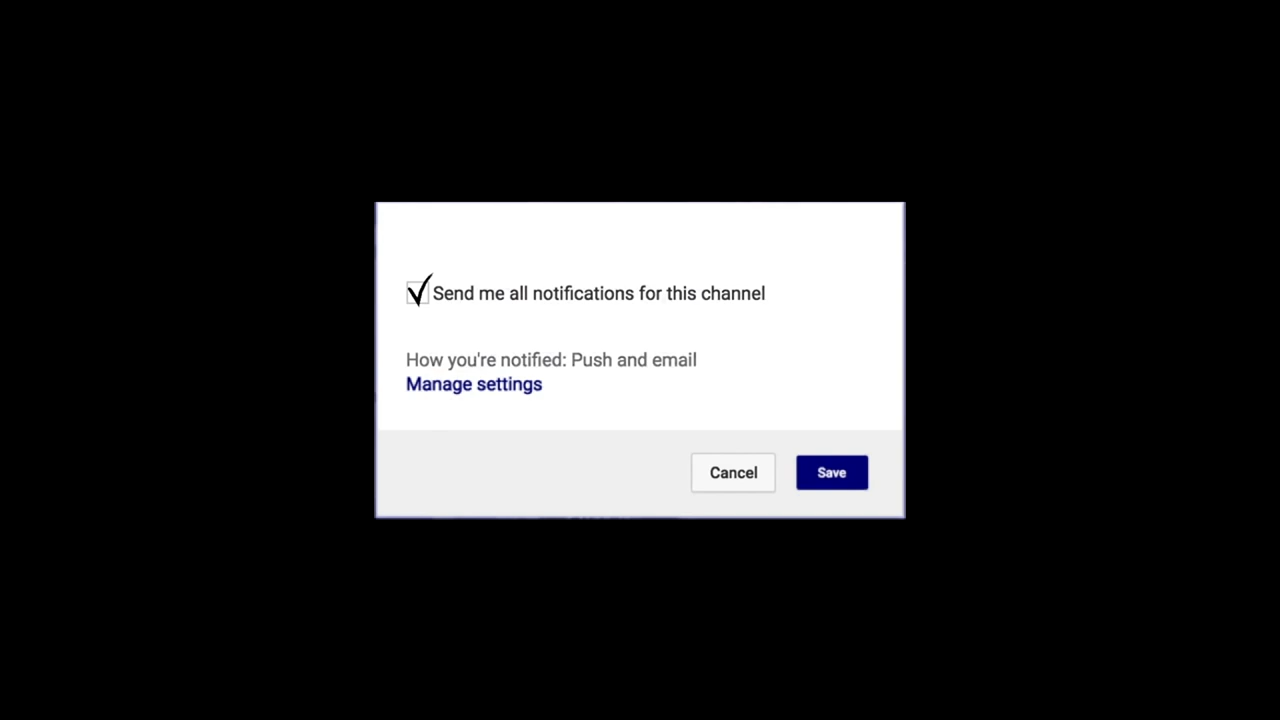 Send me all notifications for this channel
How you're notified: Push and email
Manage settings
Cancel Save